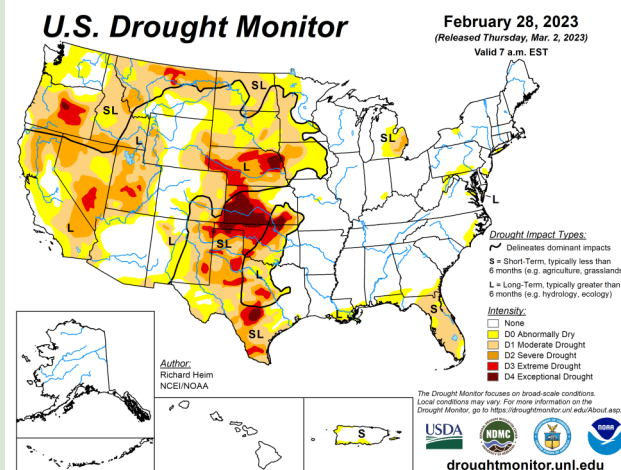 U.S. Drought Monitor
February 28, 2023
(Released Thursday, Mar. 2, 2023)
Valid 7 a.m. EST
SL
SL
L
SL
L
L
L
L
SL
L
SL
S
Drought Impact Types:
Delineates dominant impacts
S = Short-Term, typically less than
6 months (e.g. agriculture, grasslands
L = Long-Term, typically greater than
6 months (e.g. hydrology, ecology)
Intensity:
None
D0 Abnormally Dry
D1 Moderate Drought
D2 Severe Drought
D3 Extreme Drought
D4 Exceptional Drought
Author:
Richard Heim
NCEI/NOAA
S
The Drought Monitor focuses on broad-scale conditions.
Local conditions may vary. For more information on the
Drought Monitor, go to https://droughtmonitor.unl.edu/About.asp
USDA
NDMC
NOAA
droughtmonitor.unl.edu